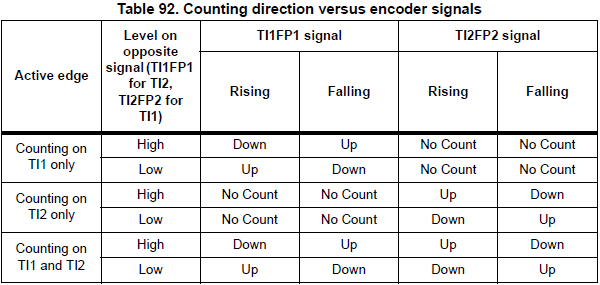 Table 92. Counting direction versus encoder signals
Active edge
Level on
opposite
signal (TI1FP1
for TI2,
TI2FP2 for
TI1)
TI1FP1 signal TI2FP2 signal
Rising Falling Rising Falling
Counting on
TI1 only
High Down Up No Count No Count
Low Up Down No Count No Count
Counting on
TI2 only
High No Count No Count Up Down
Low No Count No Count Down Up
Counting on
TI1 and TI2
High Down Up Up Down
Low Up Down Down Up